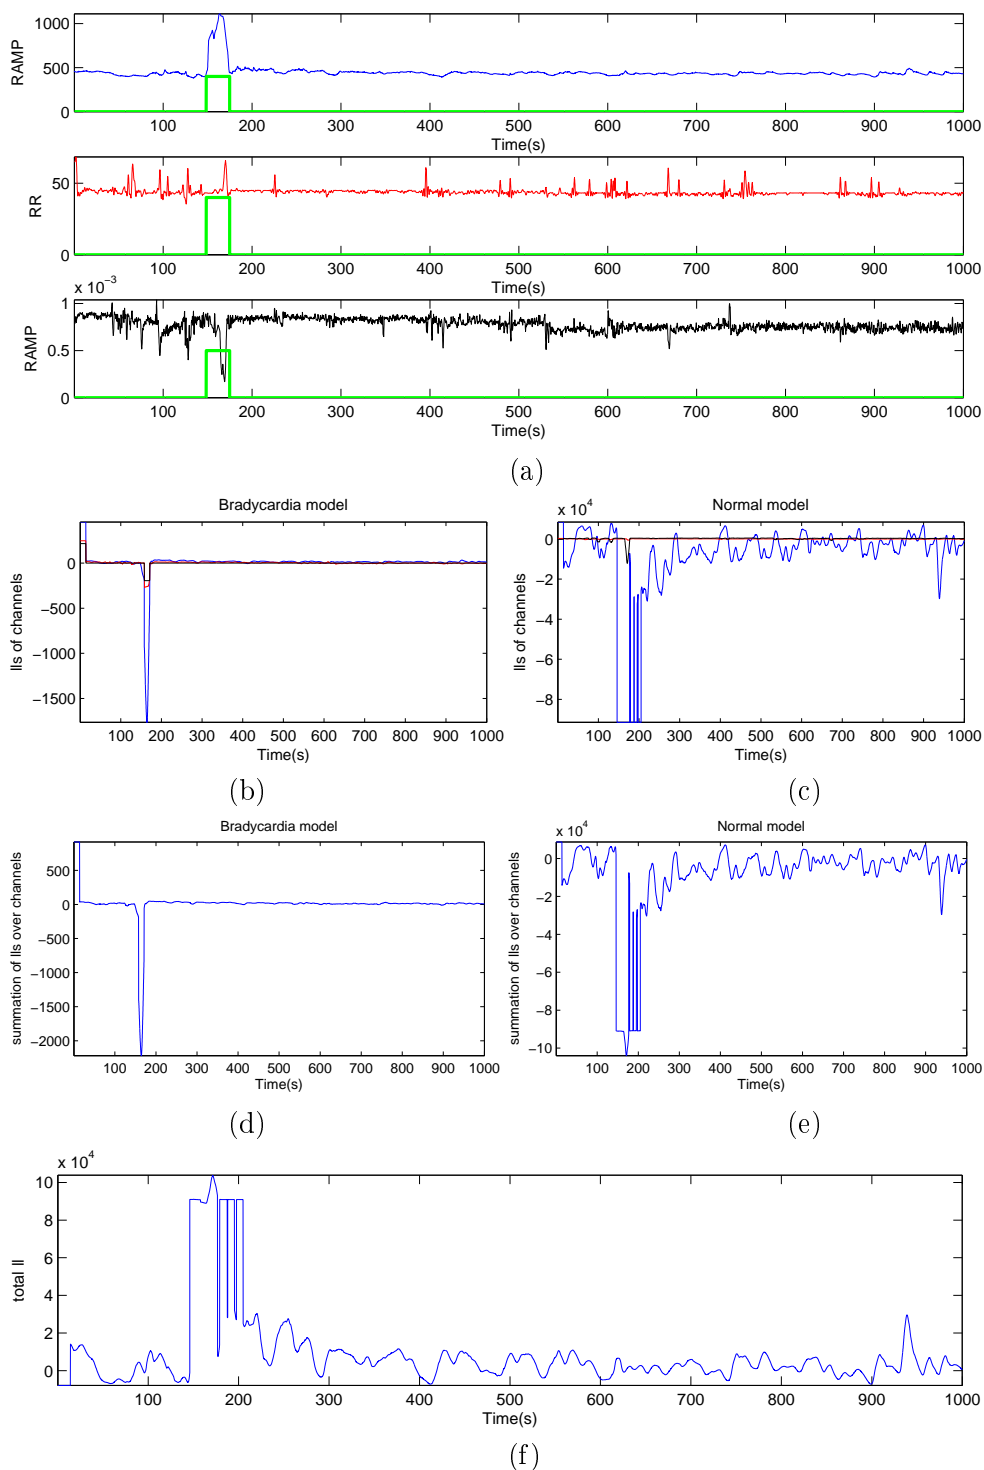 1000
500
0
RAMP
100 200 300 400 500 600 700 800 900 1000
Time(s)
50
0
RR
100 200 300 400 500 600 700 800 900 1000
Time(s)
x 10⁻³
1
0.5
0
RAMP
100 200 300 400 500 600 700 800 900 1000
Time(s)
(a)
Bradycardia model
0
−500
−1000
−1500
lls of channels
100 200 300 400 500 600 700 800 900 1000
Time(s)
(b)
Normal model
x 10⁴
0
−2
−4
−6
−8
lls of channels
100 200 300 400 500 600 700 800 900 1000
Time(s)
(c)
Bradycardia model
500
0
−500
−1000
−1500
−2000
summation of lls over channels
100 200 300 400 500 600 700 800 900 1000
Time(s)
(d)
Normal model
x 10⁴
0
−2
−4
−6
−8
−10
summation of lls over channels
100 200 300 400 500 600 700 800 900 1000
Time(s)
(e)
x 10⁴
10
8
6
4
2
0
total ll
100 200 300 400 500 600 700 800 900 1000
Time(s)
(f)